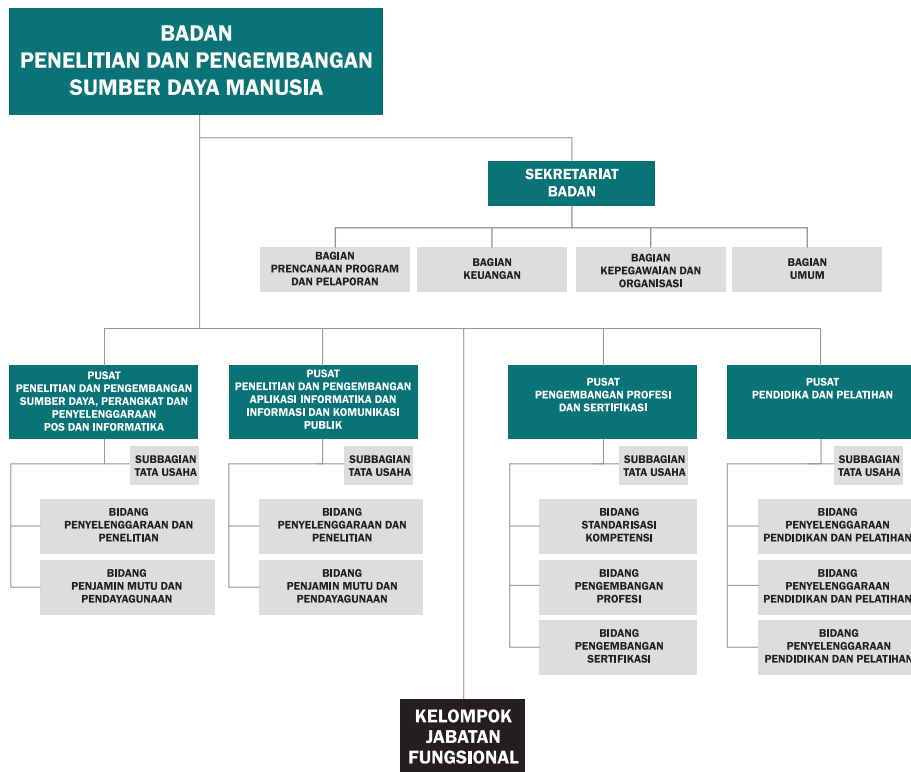 BADAN
PENELITIAN DAN PENGEMBANGAN
SUMBER DAYA MANUSIA
SEKRETARIAT
BADAN
BAGIAN
PRENCANAAN PROGRAM
DAN PELAPORAN
BAGIAN
KEUANGAN
BAGIAN
KEPEGAWAIAN DAN
ORGANISASI
BAGIAN
UMUM
PUSAT
PENELITIAN DAN PENGEMBANGAN
SUMBER DAYA, PERANGKAT DAN
PENYELENGGARAAN
POS DAN INFORMATIKA
SUBBAGIAN
TATA USAHA
BIDANG
PENYELENGGARAAN DAN
PENELITIAN
BIDANG
PENJAMIN MUTU DAN
PENDAYAGUNAAN
PUSAT
PENELITIAN DAN PENGEMBANGAN
APLIKASI INFORMATIKA DAN
INFORMASI DAN KOMUNIKASI
PUBLIK
SUBBAGIAN
TATA USAHA
BIDANG
PENYELENGGARAAN DAN
PENELITIAN
BIDANG
PENJAMIN MUTU DAN
PENDAYAGUNAAN
PUSAT
PENGEMBANGAN PROFESI
DAN SERTIFIKASI
SUBBAGIAN
TATA USAHA
BIDANG
STANDARISASI
KOMPETENSI
BIDANG
PENGEMBANGAN
PROFESI
BIDANG
PENGEMBANGAN
SERTIFIKASI
PUSAT
PENDIDIKA DAN PELATIHAN
SUBBAGIAN
TATA USAHA
BIDANG
PENYELENGGARAAN
PENDIDIKAN DAN PELATIHAN
BIDANG
PENYELENGGARAAN
PENDIDIKAN DAN PELATIHAN
BIDANG
PENYELENGGARAAN
PENDIDIKAN DAN PELATIHAN
KELOMPOK
JABATAN
FUNGSIONAL